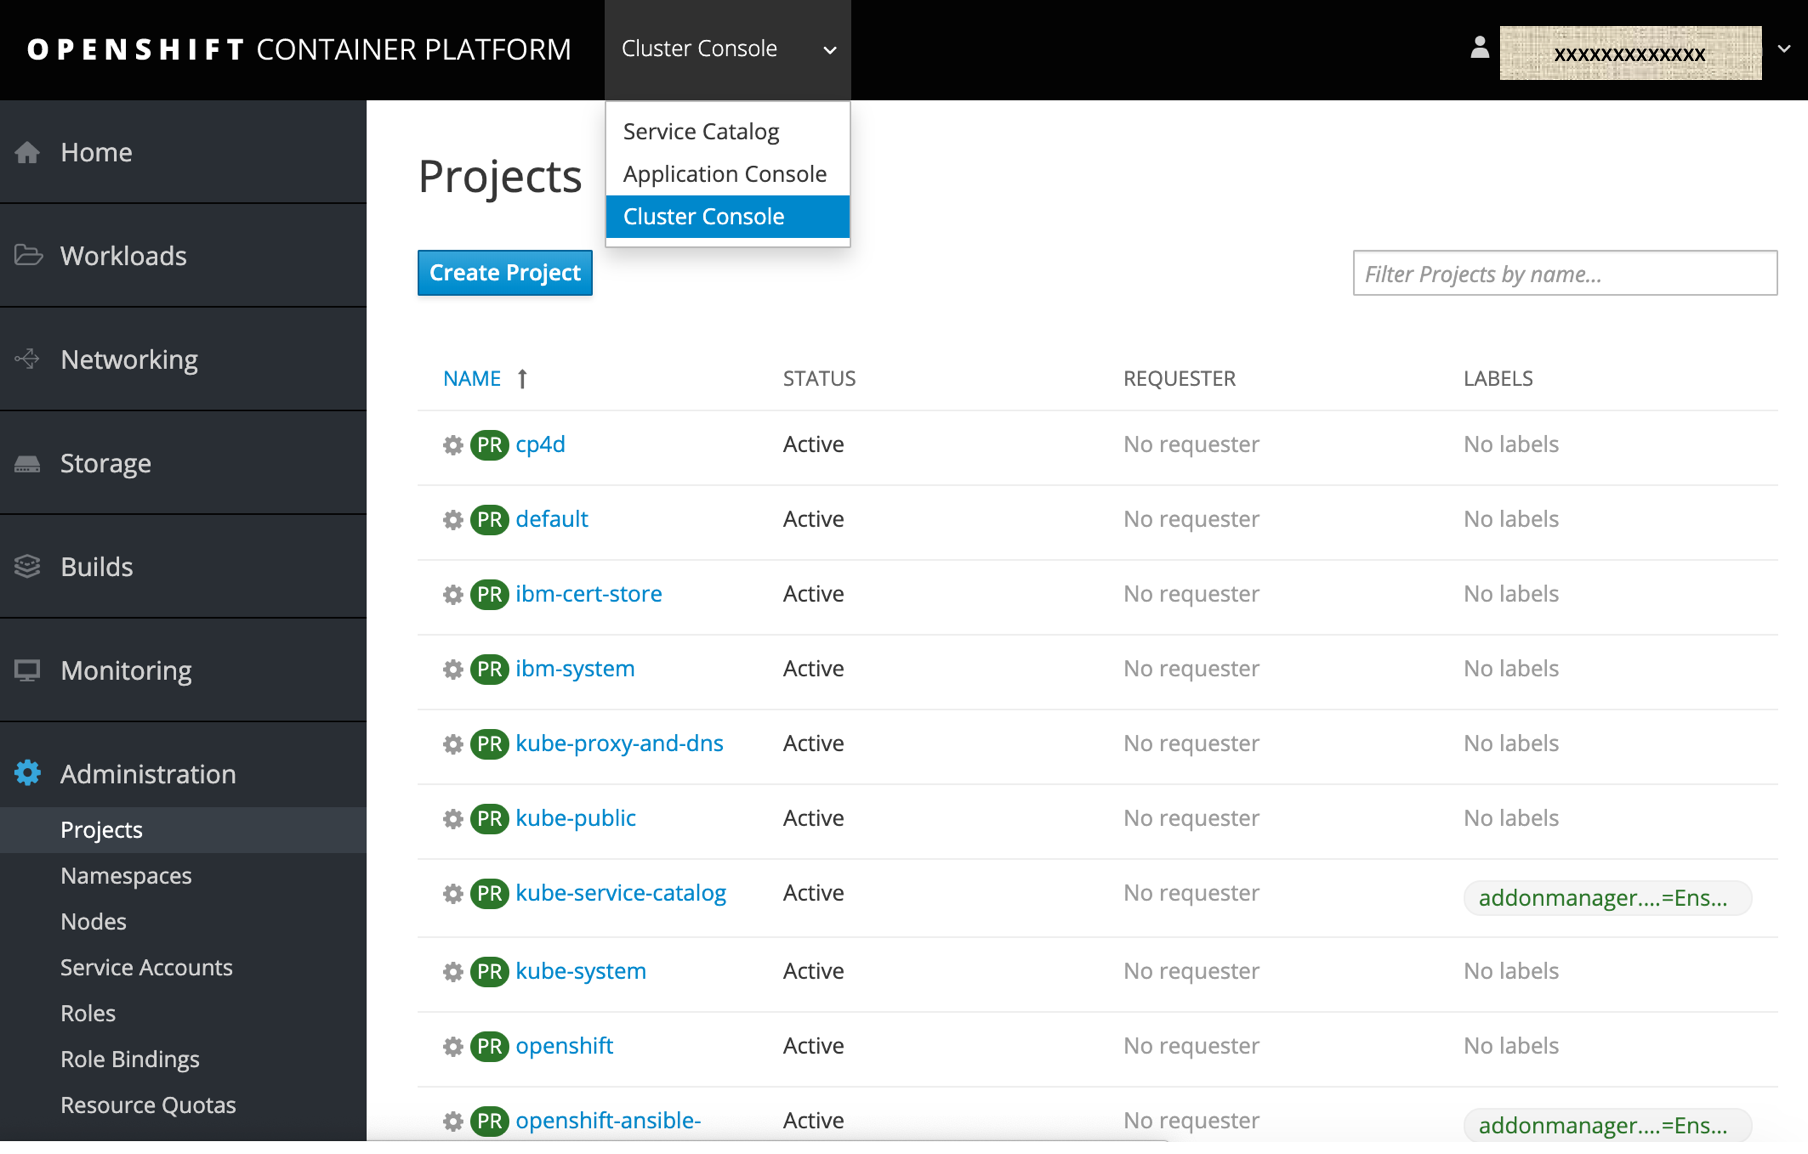 OPENSHIFT CONTAINER PLATFORM
Cluster Console
xxxxxxxxxxxxx
Service Catalog
Application Console
Cluster Console
Home
Workloads
Networking
Storage
Builds
Monitoring
Administration
Projects
Namespaces
Nodes
Service Accounts
Roles
Role Bindings
Resource Quotas
Projects
Create Project
Filter Projects by name...
NAME STATUS REQUESTER LABELS
PR cp4d Active No requester No labels
PR default Active No requester No labels
PR ibm-cert-store Active No requester No labels
PR ibm-system Active No requester No labels
PR kube-proxy-and-dns Active No requester No labels
PR kube-public Active No requester No labels
PR kube-service-catalog Active No requester addonmanager....=Ens...
PR kube-system Active No requester No labels
PR openshift Active No requester No labels
PR openshift-ansible- Active No requester addonmanager....=Ens...